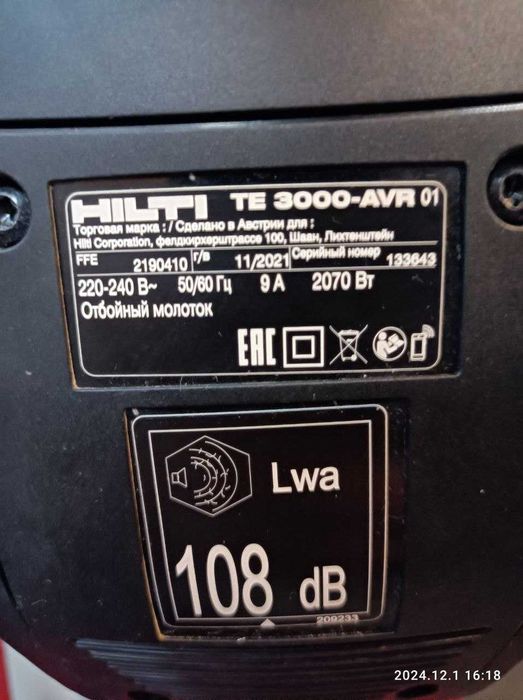 HILTI TE 3000-AVR 01
Торговая марка :/ Сделано в Австрии для :
Hilti Corporation, фелдкирхерштрассе 100, Шаан, Лихтенштейн
FFE 2190410 г/в 11/2021 Серийный номер 133643
220-240 В~ 50/60 Гц 9 А 2070 Вт
Отбойный молоток
EAC
Lwa
108 dB
209233
2024.12.1 16:18